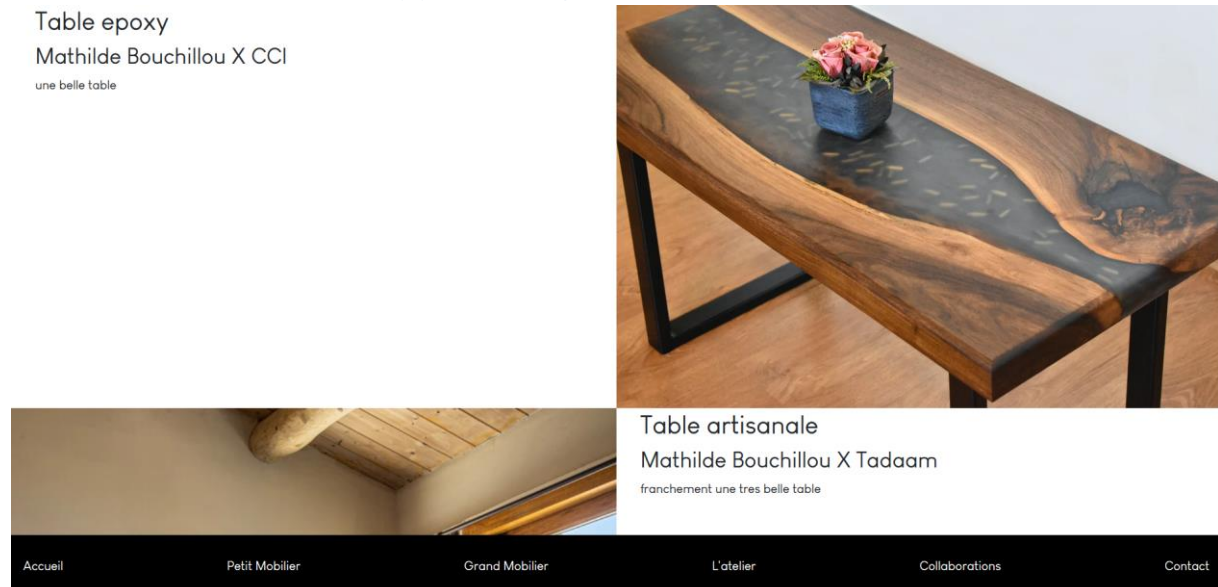 Table epoxy
Mathilde Bouchillou X CCI
une belle table
Table artisanale
Mathilde Bouchillou X Tadaam
franchement une tres belle table
Accueil Petit Mobilier Grand Mobilier L'atelier Collaborations Contact